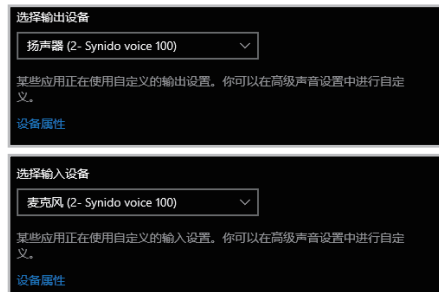 选择输出设备
扬声器 (2- Synido voice 100)
某些应用正在使用自定义的输出设置。你可以在高级声音设置中进行自定
义。
设备属性
选择输入设备
麦克风 (2- Synido voice 100)
某些应用正在使用自定义的输入设置。你可以在高级声音设置中进行自定
义。
设备属性